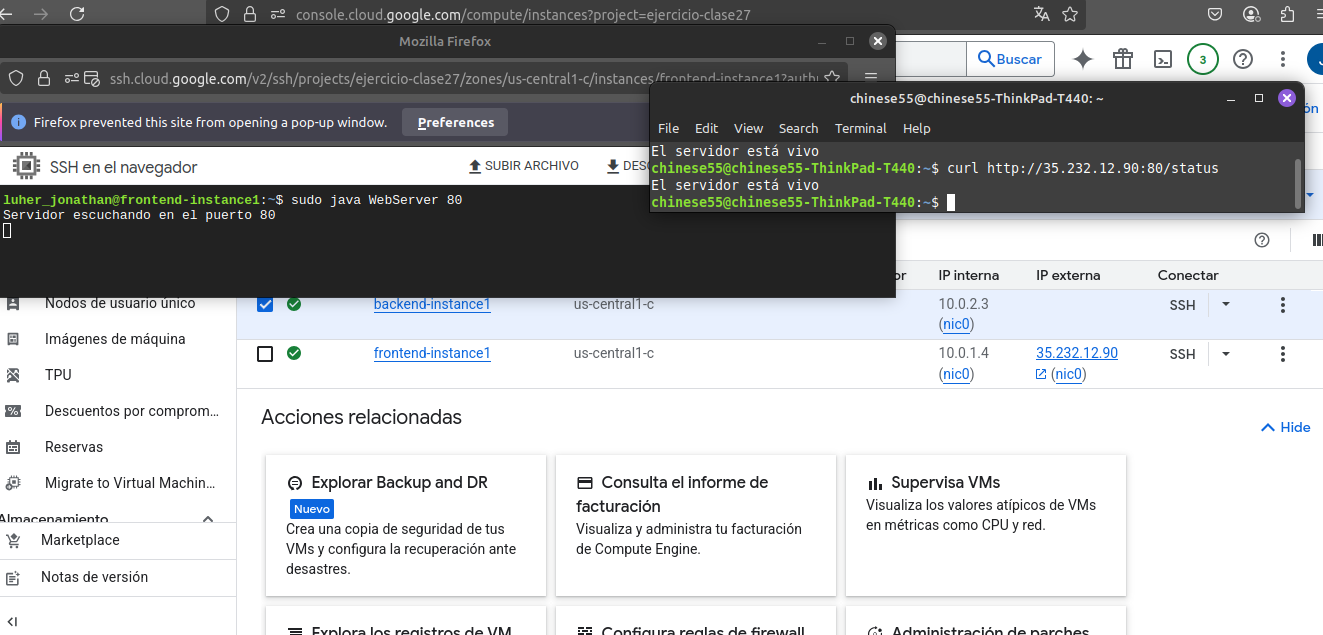 console.cloud.google.com/compute/instances?project=ejercicio-clase27
Mozilla Firefox
ssh.cloud.google.com/v2/ssh/projects/ejercicio-clase27/zones/us-central1-c/instances/frontend-instance1?authu
Buscar
3
Firefox prevented this site from opening a pop-up window.
Preferences
SSH en el navegador
SUBIR ARCHIVO
luher_jonathan@frontend-instance1:~$ sudo java WebServer 80
Servidor escuchando en el puerto 80
chinese55@chinese55-ThinkPad-T440: ~
File Edit View Search Terminal Help
El servidor está vivo
chinese55@chinese55-ThinkPad-T440:~$ curl http://35.232.12.90:80/status
El servidor está vivo
chinese55@chinese55-ThinkPad-T440:~$
IP interna IP externa Conectar
Nodos de usuario único
Imágenes de máquina
TPU
Descuentos por comprom...
Reservas
Migrate to Virtual Machin...
Almacenamiento
Marketplace
Notas de versión
backend-instance1 us-central1-c 10.0.2.3 SSH
(nic0)
frontend-instance1 us-central1-c 10.0.1.4 35.232.12.90 SSH
(nic0) (nic0)
Acciones relacionadas
Hide
Explorar Backup and DR
Nuevo
Crea una copia de seguridad de tus
VMs y configura la recuperación ante
desastres.
Consulta el informe de
facturación
Visualiza y administra tu facturación
de Compute Engine.
Supervisa VMs
Visualiza los valores atípicos de VMs
en métricas como CPU y red.
Explora los registros de VM
Configura reglas de firewall
Administración de parches